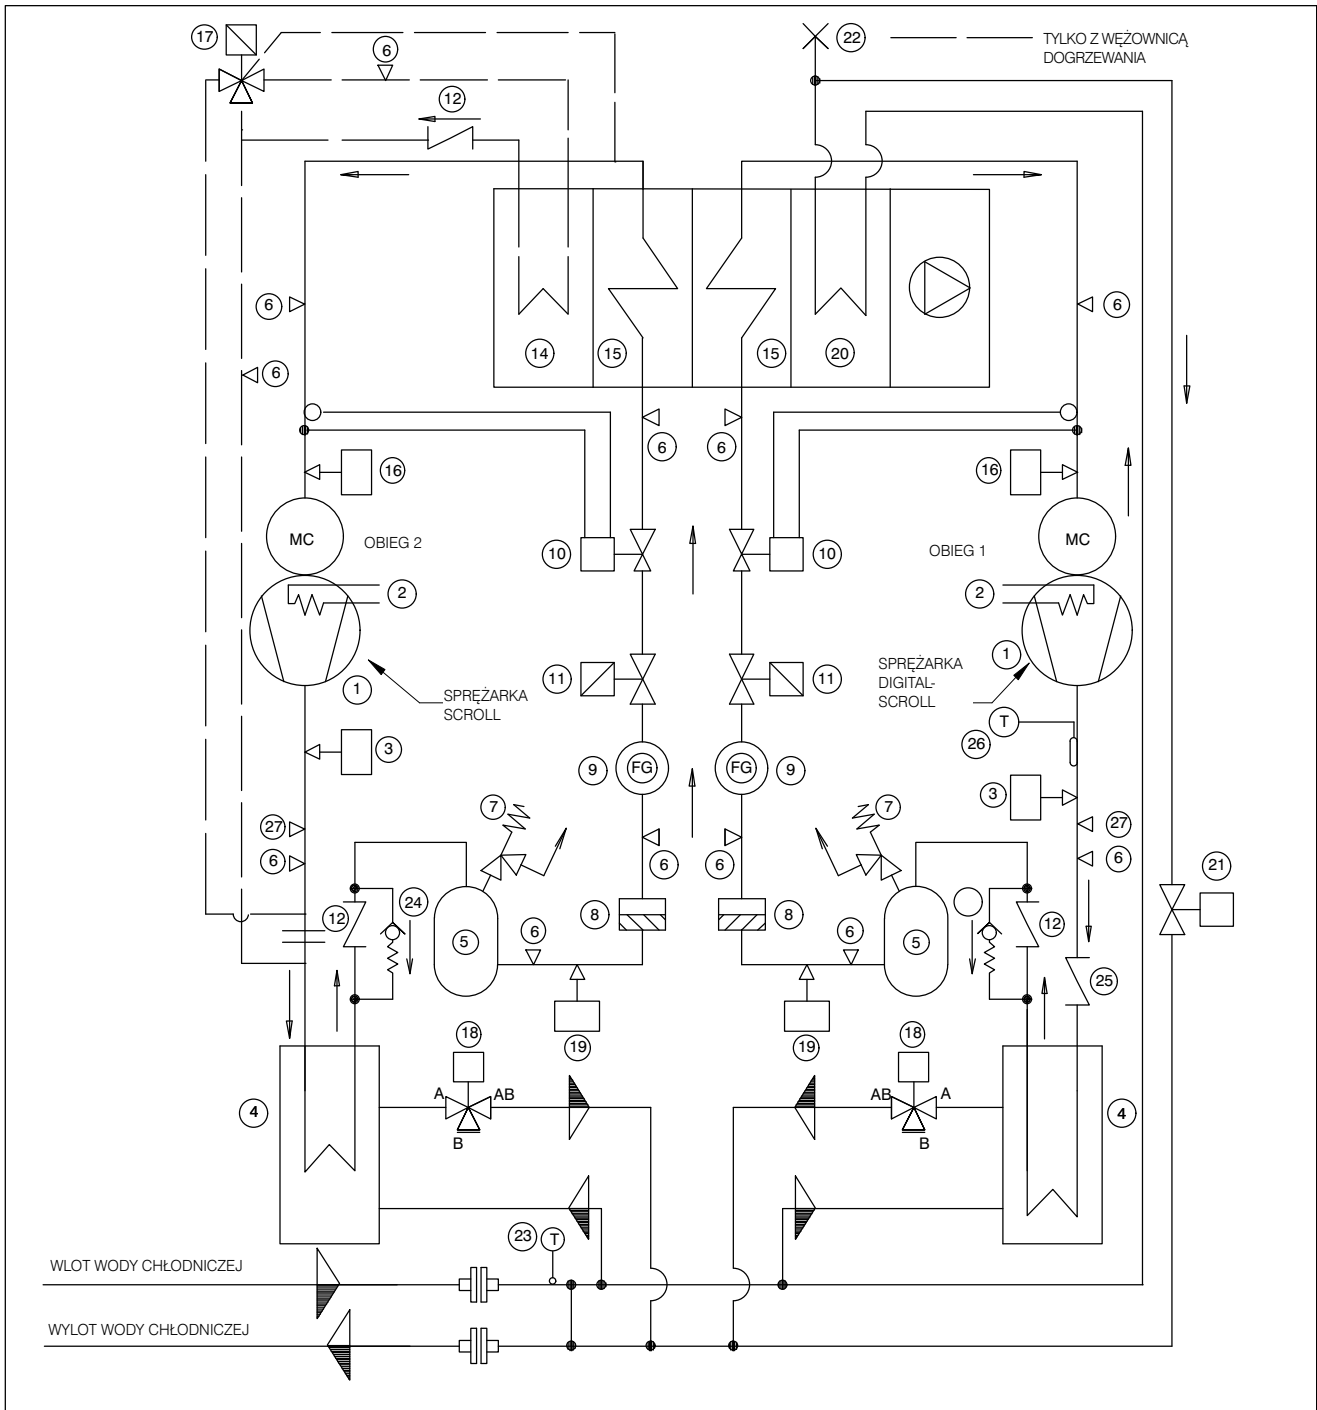 17
6
22
TYLKO Z WĘŻOWNICĄ
DOGRZEWANIA
12
6
6
6
14
15
15
20
6
6
16
16
MC
OBIEG 2
10
10
OBIEG 1
MC
2
2
1
SPRĘŻARKA
SCROLL
11
11
SPRĘŻARKA
DIGITAL-
SCROLL
1
T
26
3
9
FG
FG
9
3
7
7
27
27
6
6
6
6
21
24
12
8
8
12
5
6
6
5
25
19
19
18
18
4
A
AB
B
AB
A
B
4
23
T
WLOT WODY CHŁODNICZEJ
WYLOT WODY CHŁODNICZEJ